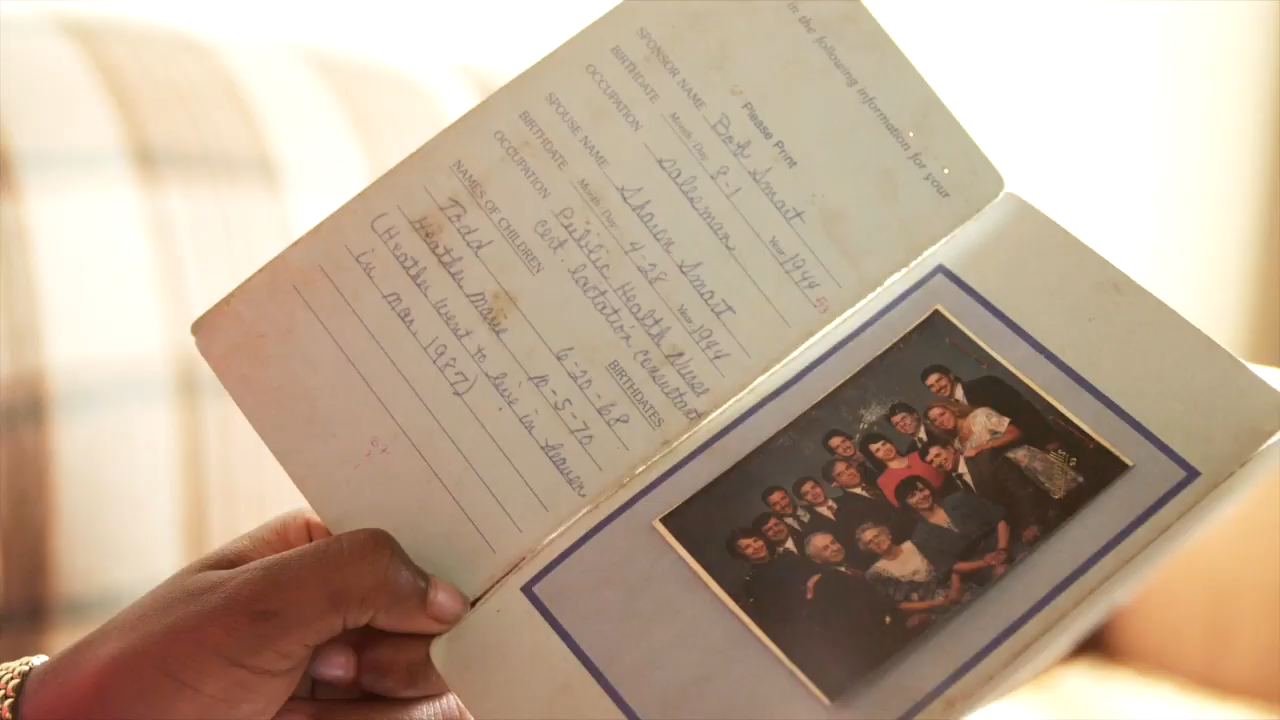 in the following information for your
Please Print
SPONSOR NAME Bob Smart
BIRTHDATE Month/Day 8-1 Year 1944
OCCUPATION salesman
SPOUSE NAME Sharen Smart
BIRTHDATE Month/Day 4-28 Year 1944
OCCUPATION Public Health Nurse
Cert. lactation consultant
NAMES OF CHILDREN BIRTHDATES
Todd 6-20-68
Heather Marie 10-5-70
(Heather went to live in heaven
in Mar. 1987)